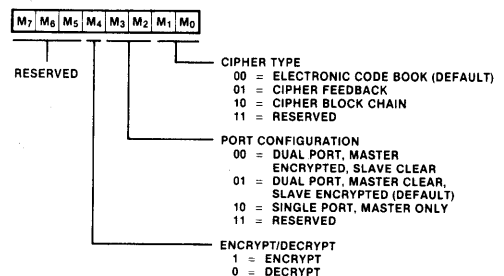 M7 M6 M5 M4 M3 M2 M1 M0
RESERVED
CIPHER TYPE
00 = ELECTRONIC CODE BOOK (DEFAULT)
01 = CIPHER FEEDBACK
10 = CIPHER BLOCK CHAIN
11 = RESERVED
PORT CONFIGURATION
00 = DUAL PORT, MASTER
ENCRYPTED, SLAVE CLEAR
01 = DUAL PORT, MASTER CLEAR,
SLAVE ENCRYPTED (DEFAULT)
10 = SINGLE PORT, MASTER ONLY
11 = RESERVED
ENCRYPT/DECRYPT
1 = ENCRYPT
0 = DECRYPT